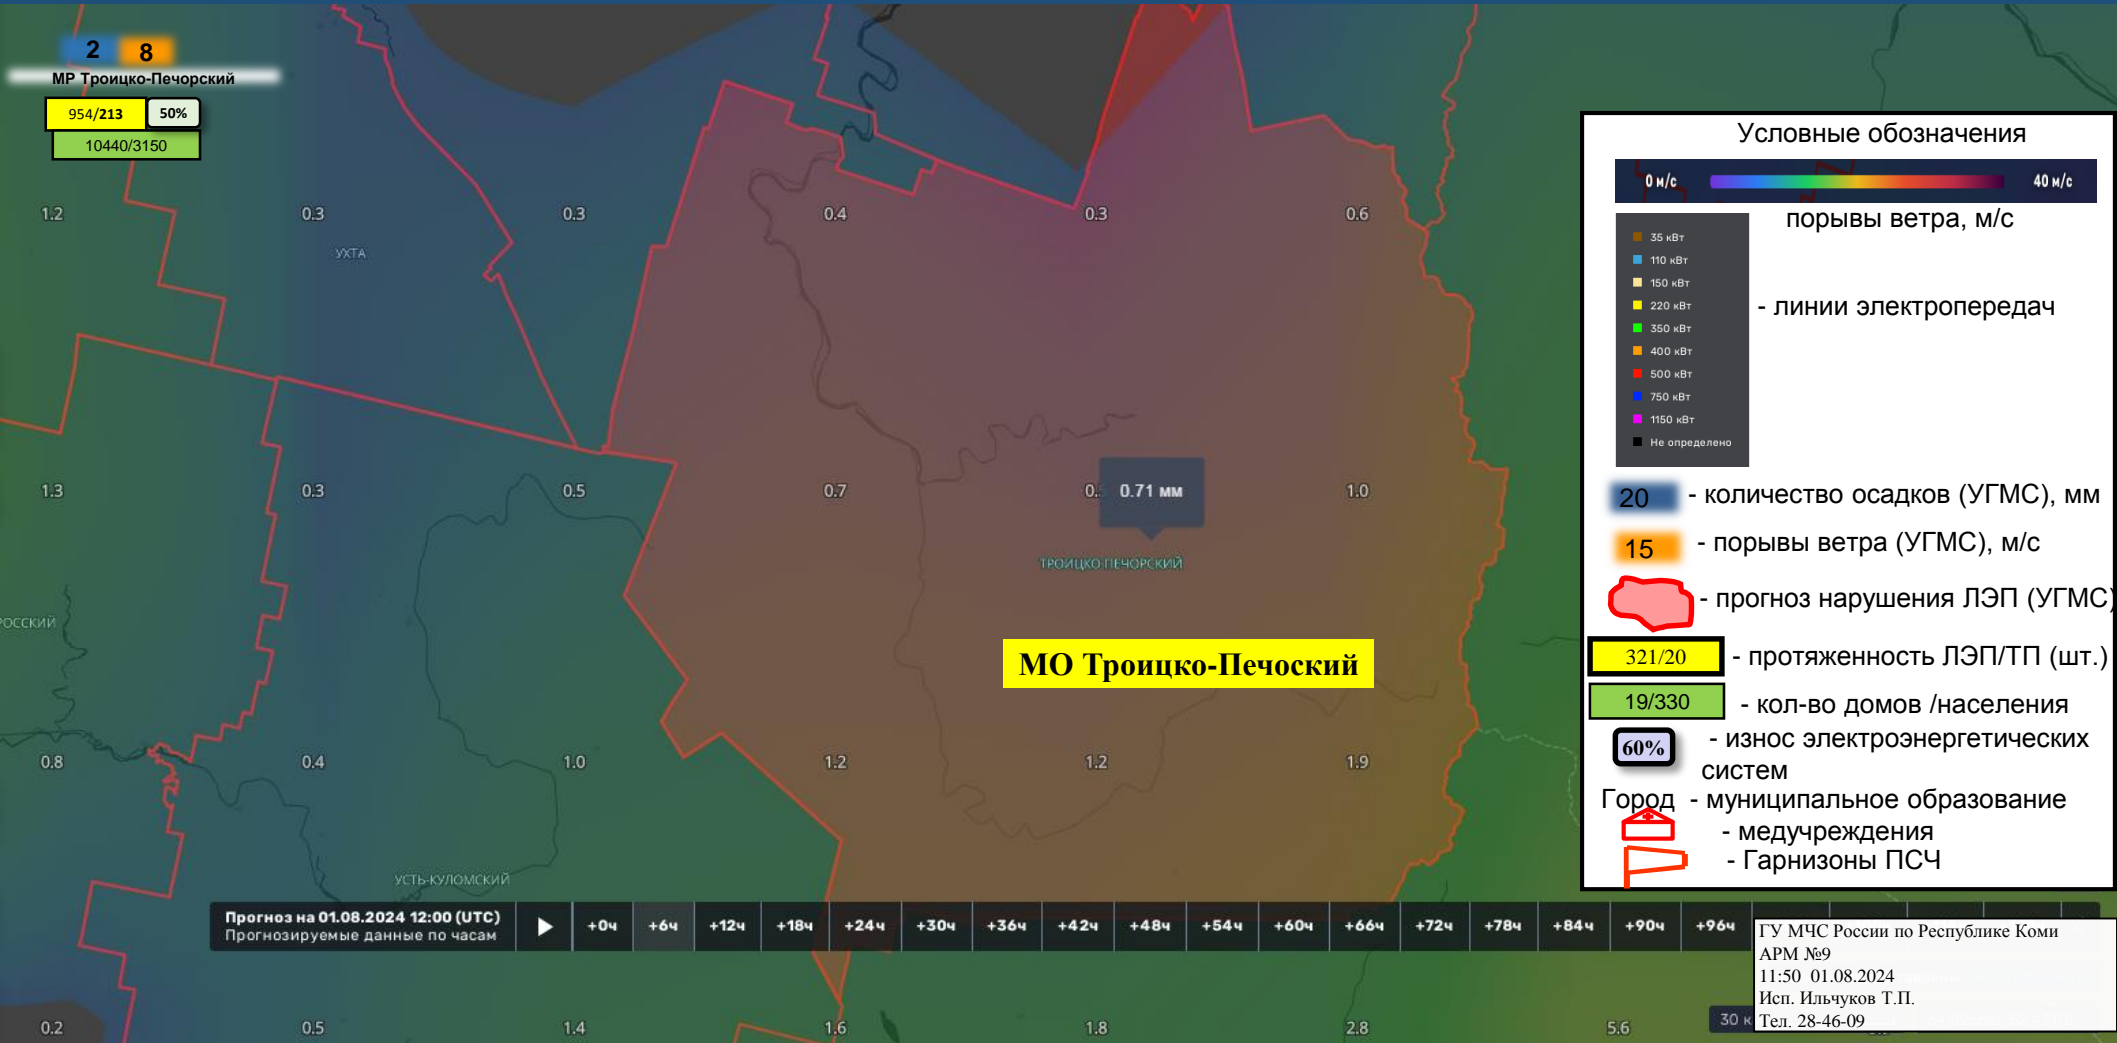 2 8
МР Троицко-Печорский
954/213 50%
10440/3150
1.2 0.3 0.3 0.4 0.3 0.6
УХТА
1.3 0.3 0.5 0.7 0. 1.0
0.71 мм
ТРОИЦКО-ПЕЧОРСКИЙ
МО Троицко-Печоский
0.8 0.4 1.0 1.2 1.2 1.9
УСТЬ-КУЛОМСКИЙ
Прогноз на 01.08.2024 12:00 (UTC)
Прогнозируемые данные по часам
+0ч +6ч +12ч +18ч +24ч +30ч +36ч +42ч +48ч +54ч +60ч +66ч +72ч +78ч +84ч +90ч +96ч
0.2 0.5 1.4 1.6 1.8 2.8 5.6
30 к
Условные обозначения
0 м/с 40 м/с
порывы ветра, м/с
35 кВт
110 кВт
150 кВт
220 кВт
350 кВт
400 кВт
500 кВт
750 кВт
1150 кВт
Не определено
- линии электропередач
20 - количество осадков (УГМС), мм
15 - порывы ветра (УГМС), м/с
- прогноз нарушения ЛЭП (УГМС)
321/20 - протяженность ЛЭП/ТП (шт.)
19/330 - кол-во домов /населения
60% - износ электроэнергетических
систем
Город - муниципальное образование
- медучреждения
- Гарнизоны ПСЧ
ГУ МЧС России по Республике Коми
АРМ №9
11:50 01.08.2024
Исп. Ильчуков Т.П.
Тел. 28-46-09